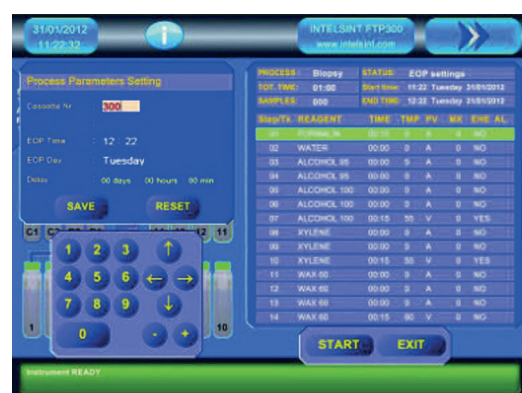 31/01/2012
11:22:32
i
INTELSINT FTP300
www.intelsint.com
Process Parameters Setting
Cassette Nr 300
EOP Time : 12 22
EOP Day : Tuesday
Delay 00 days 00 hours 00 min
SAVE RESET
C1 12 11
1 2 3
4 5 6
7 8 9
0 - +
1 10
PROCESS : Biopsy STATUS: EOP settings
TOT. TIME: 01:00 Start time: 11:22 Tuesday 31/01/2012
SAMPLES: 000 END TIME: 12:22 Tuesday 31/01/2012
Step/Tk REAGENT TIME TMP PV MX EHE AL
01 FORMALIN 00:15 0 A 0 NO
02 WATER 00:00 0 A 0 NO
03 ALCOHOL 95 00:00 0 A 0 NO
04 ALCOHOL 95 00:00 0 A 0 NO
05 ALCOHOL 100 00:00 0 A 0 NO
06 ALCOHOL 100 00:00 0 A 0 NO
07 ALCOHOL 100 00:15 55 V 0 YES
08 XYLENE 00:00 0 A 0 NO
09 XYLENE 00:00 0 A 0 NO
10 XYLENE 00:15 55 V 0 YES
11 WAX 60 00:00 0 A 0 NO
12 WAX 60 00:00 0 A 0 NO
13 WAX 60 00:00 0 A 0 NO
14 WAX 60 00:15 60 V 0 NO
START EXIT
Instrument READY